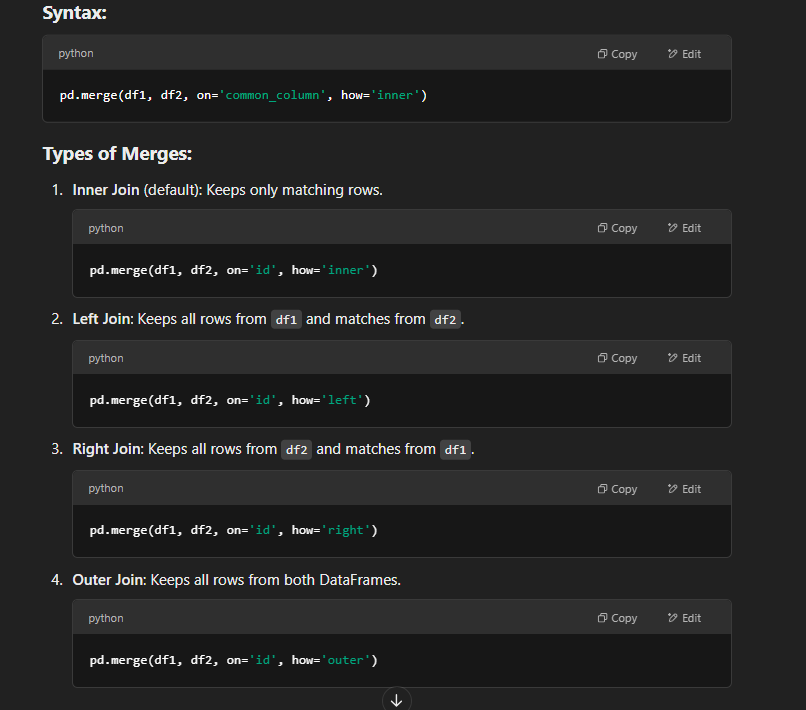 Syntax:
python Copy Edit
pd.merge(df1, df2, on='common_column', how='inner')
Types of Merges:
1. Inner Join (default): Keeps only matching rows.
python Copy Edit
pd.merge(df1, df2, on='id', how='inner')
2. Left Join: Keeps all rows from df1 and matches from df2.
python Copy Edit
pd.merge(df1, df2, on='id', how='left')
3. Right Join: Keeps all rows from df2 and matches from df1.
python Copy Edit
pd.merge(df1, df2, on='id', how='right')
4. Outer Join: Keeps all rows from both DataFrames.
python Copy Edit
pd.merge(df1, df2, on='id', how='outer')